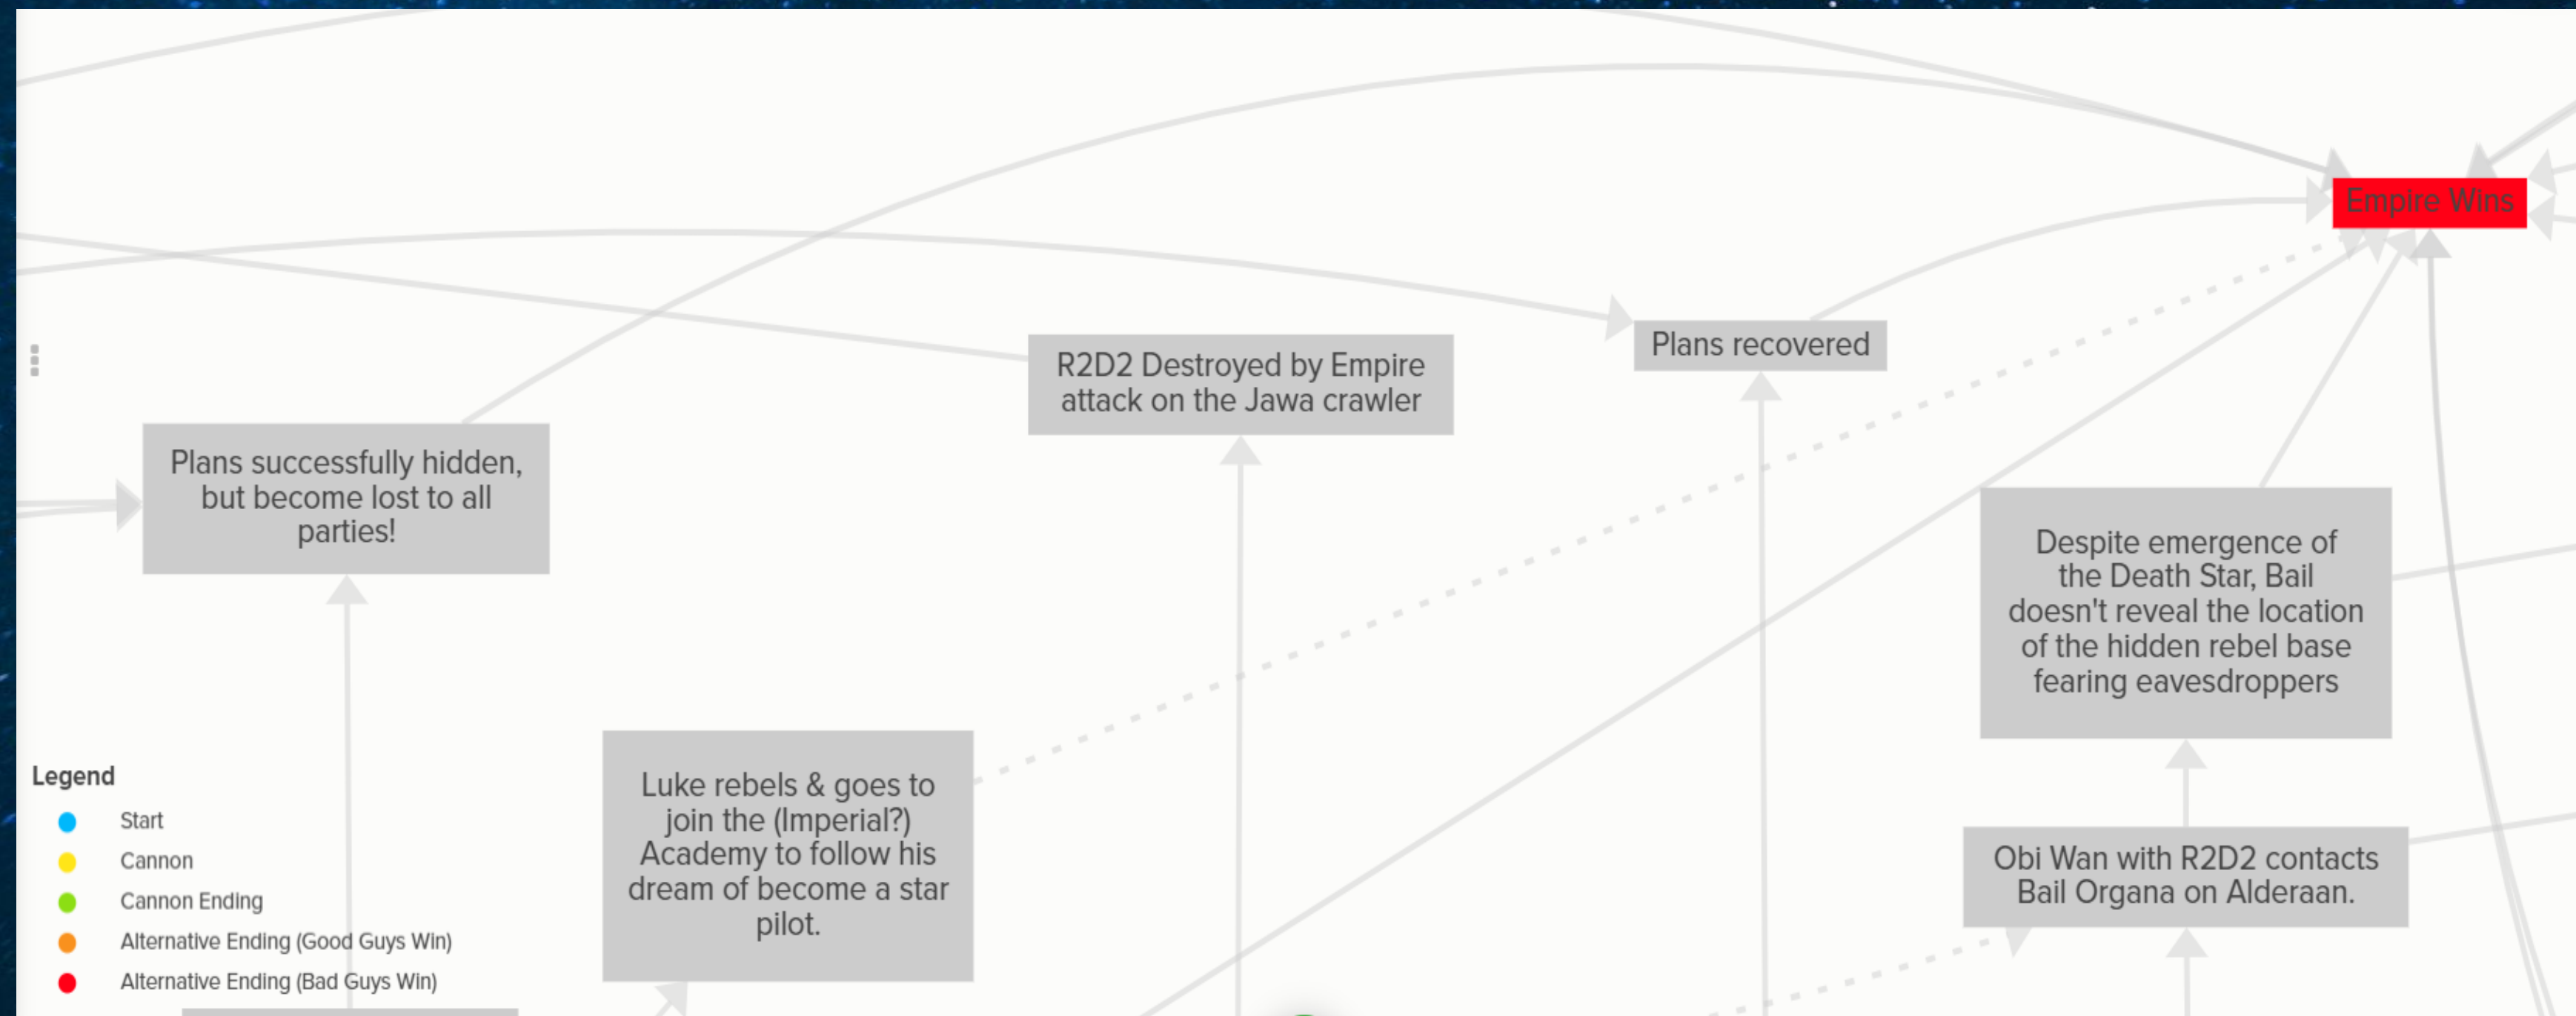 Empire Wins
R2D2 Destroyed by Empire
attack on the Jawa crawler
Plans recovered
Plans successfully hidden,
but become lost to all
parties!
Despite emergence of
the Death Star, Bail
doesn't reveal the location
of the hidden rebel base
fearing eavesdroppers
Luke rebels & goes to
join the (Imperial?)
Academy to follow his
dream of become a star
pilot.
Obi Wan with R2D2 contacts
Bail Organa on Alderaan.
Legend
Start
Cannon
Cannon Ending
Alternative Ending (Good Guys Win)
Alternative Ending (Bad Guys Win)